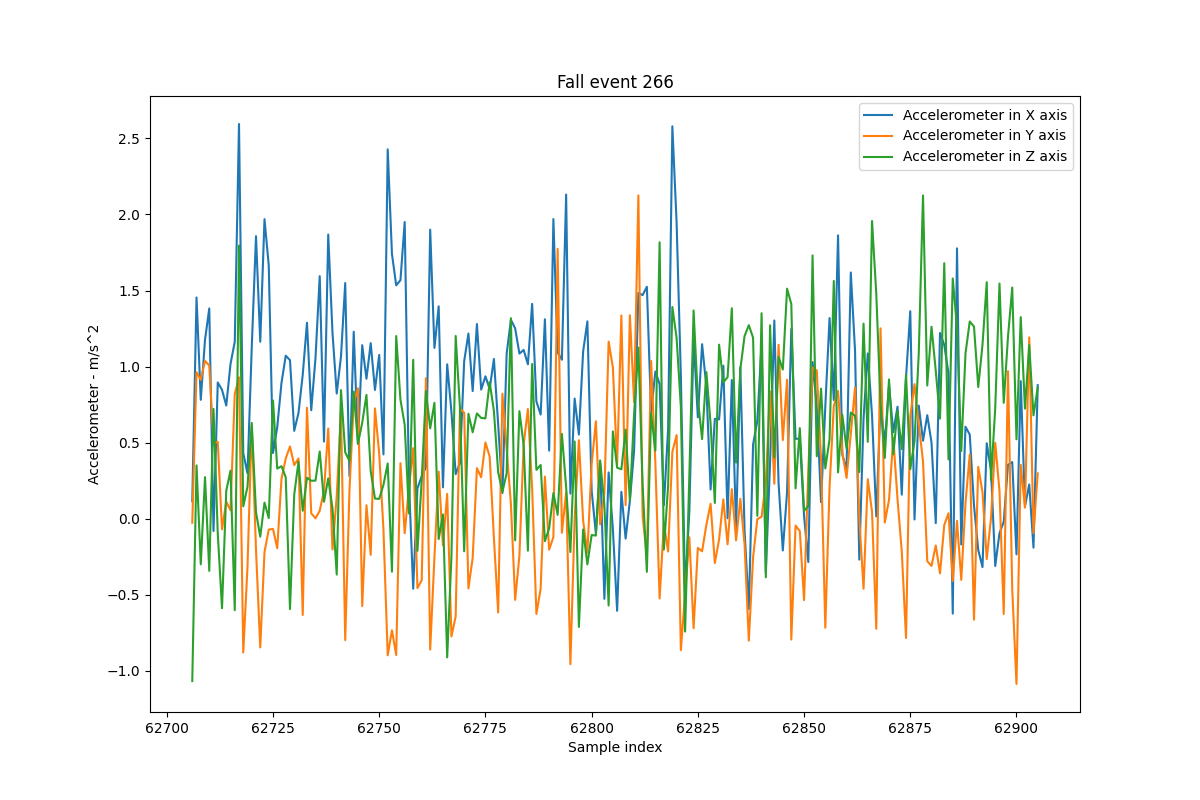 Fall event 266
Accelerometer in X axis
Accelerometer in Y axis
Accelerometer in Z axis
Accelerometer - m/s^2
2.5
2.0
1.5
1.0
0.5
0.0
−0.5
−1.0
62700 62725 62750 62775 62800 62825 62850 62875 62900
Sample index